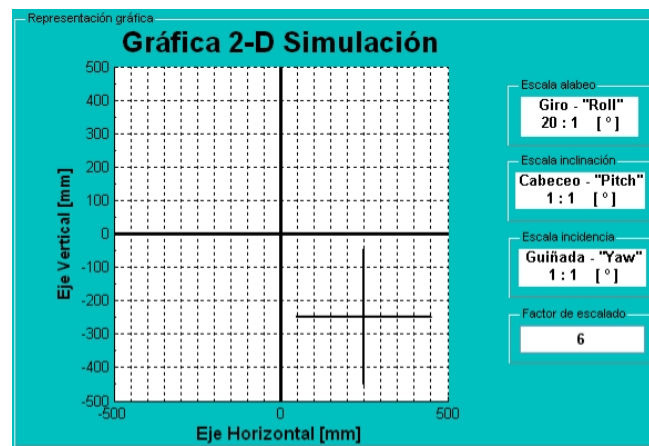 Representación gráfica
Gráfica 2-D Simulación
500
400
300
200
100
0
-100
-200
-300
-400
-500
-500
0
500
Eje Vertical [mm]
Eje Horizontal [mm]
Escala alabeo
Giro - "Roll"
20 : 1 [ º ]
Escala inclinación
Cabeceo - "Pitch"
1 : 1 [ º ]
Escala incidencia
Guiñada - "Yaw"
1 : 1 [ º ]
Factor de escalado
6